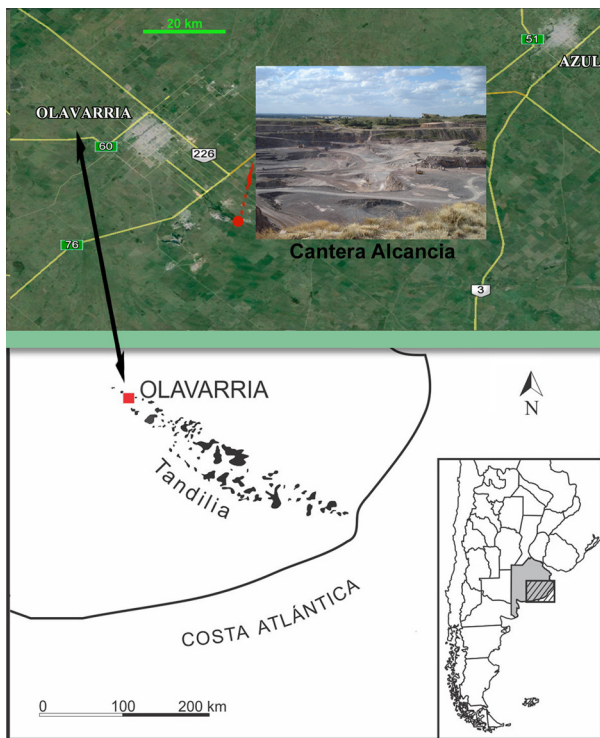 20 km
51
AZUL
OLAVARRIA
60
226
76
3
Cantera Alcancia
OLAVARRIA
N
Tandilia
COSTA ATLÁNTICA
0 100 200 km